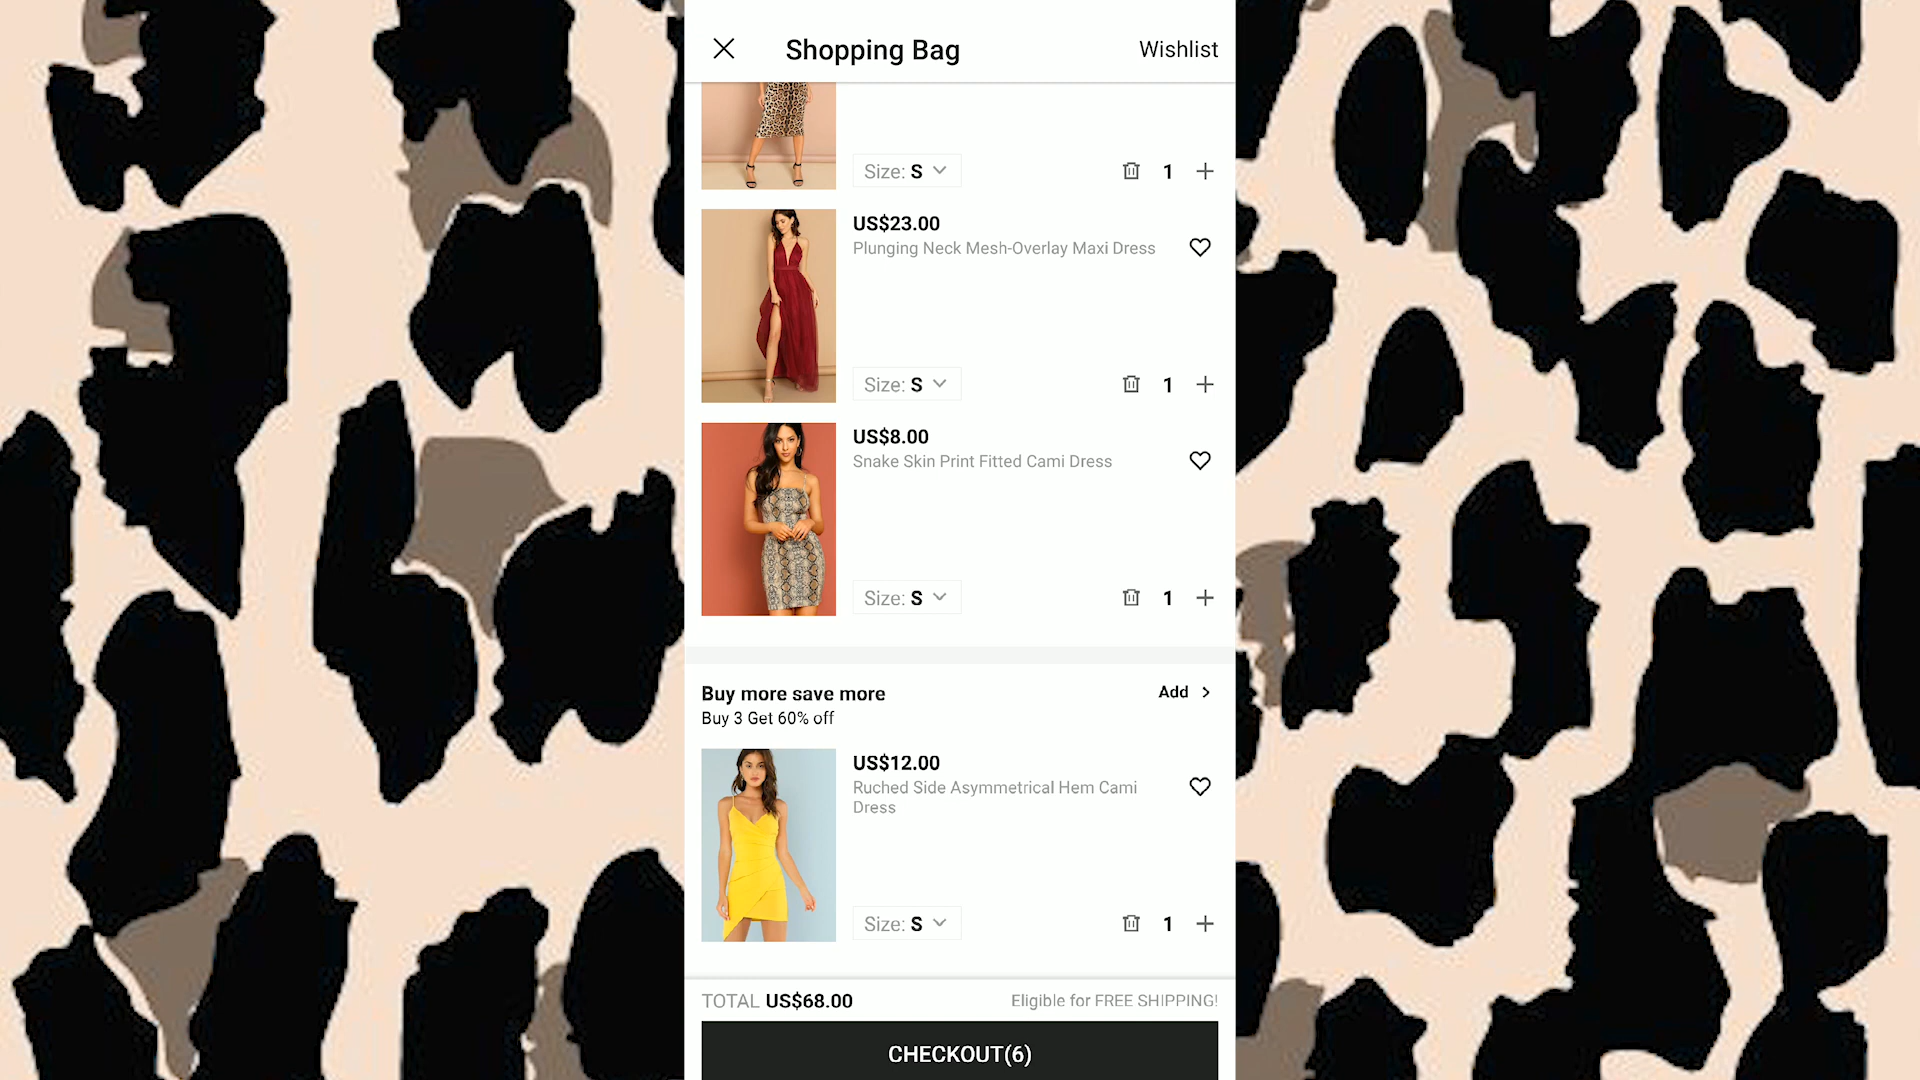 Shopping Bag
Wishlist
Size: S
1
US$23.00
Plunging Neck Mesh-Overlay Maxi Dress
Size: S
1
US$8.00
Snake Skin Print Fitted Cami Dress
Size: S
1
Buy more save more
Add
Buy 3 Get 60% off
US$12.00
Ruched Side Asymmetrical Hem Cami
Dress
Size: S
1
TOTAL US$68.00
Eligible for FREE SHIPPING!
CHECKOUT(6)